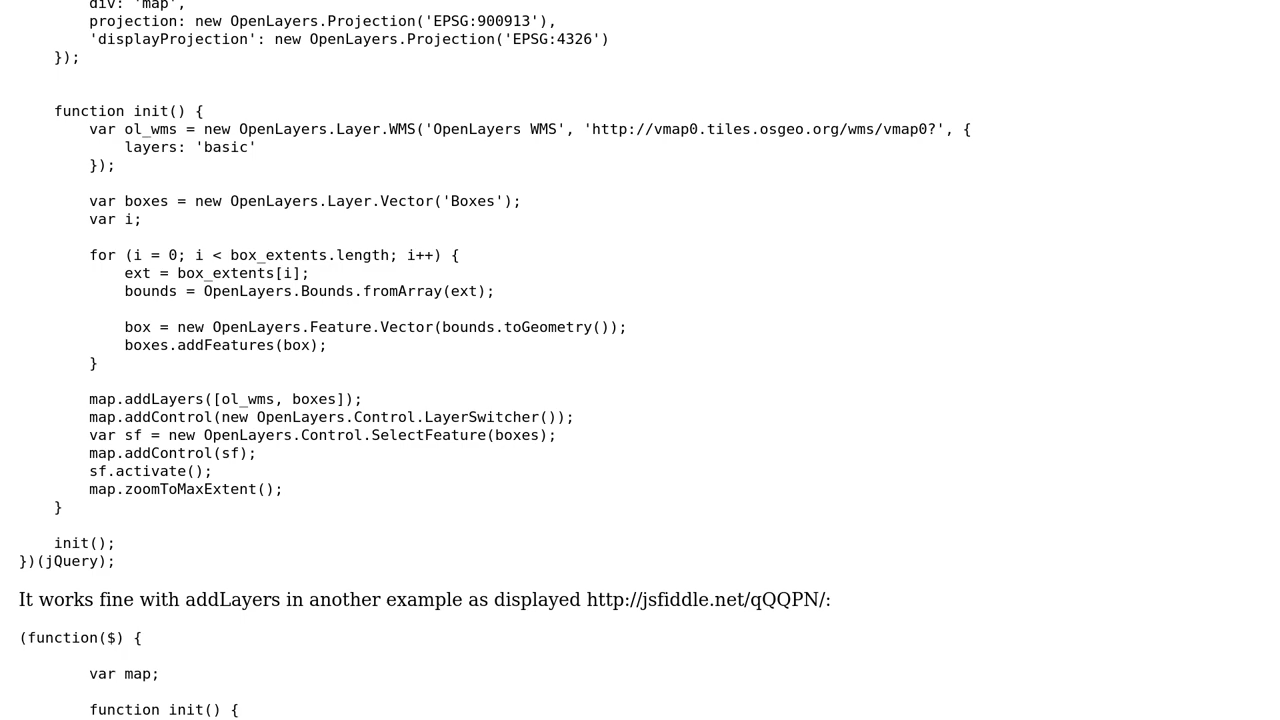 div: 'map',
projection: new OpenLayers.Projection('EPSG:900913'),
'displayProjection': new OpenLayers.Projection('EPSG:4326')
});
function init() {
var ol_wms = new OpenLayers.Layer.WMS('OpenLayers WMS', 'http://vmap0.tiles.osgeo.org/wms/vmap0?', {
layers: 'basic'
});
var boxes = new OpenLayers.Layer.Vector('Boxes');
var i;
for (i = 0; i < box_extents.length; i++) {
ext = box_extents[i];
bounds = OpenLayers.Bounds.fromArray(ext);
box = new OpenLayers.Feature.Vector(bounds.toGeometry());
boxes.addFeatures(box);
}
map.addLayers([ol_wms, boxes]);
map.addControl(new OpenLayers.Control.LayerSwitcher());
var sf = new OpenLayers.Control.SelectFeature(boxes);
map.addControl(sf);
sf.activate();
map.zoomToMaxExtent();
}
init();
})(jQuery);
It works fine with addLayers in another example as displayed http://jsfiddle.net/qQQPN/:
(function($) {
var map;
function init() {